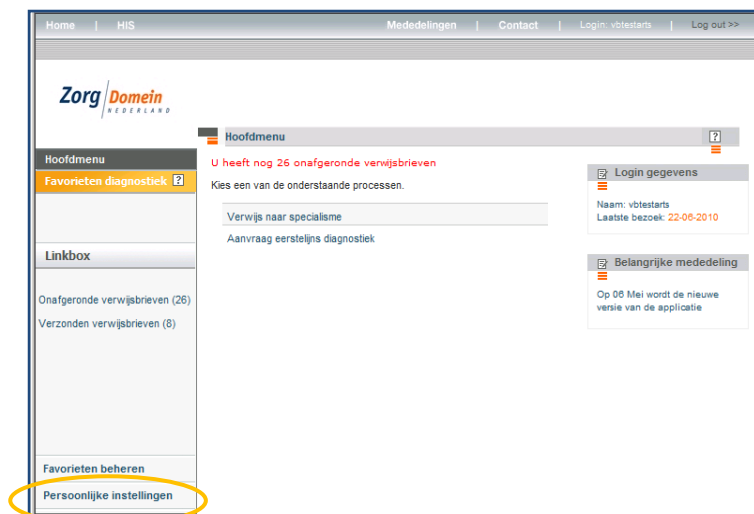 Home | HIS Mededelingen | Contact | Login: vbtestarts | Log out >>
Zorg Domein
NEDERLAND
Hoofdmenu ?
Hoofdmenu
Favorieten diagnostiek ?
Linkbox
Onafgeronde verwijsbrieven (26)
Verzonden verwijsbrieven (8)
Favorieten beheren
Persoonlijke instellingen
U heeft nog 26 onafgeronde verwijsbrieven
Kies een van de onderstaande processen.
Verwijs naar specialisme
Aanvraag eerstelijns diagnostiek
Login gegevens
Naam: vbtestarts
Laatste bezoek: 22-06-2010
Belangrijke mededeling
Op 06 Mei wordt de nieuwe
versie van de applicatie